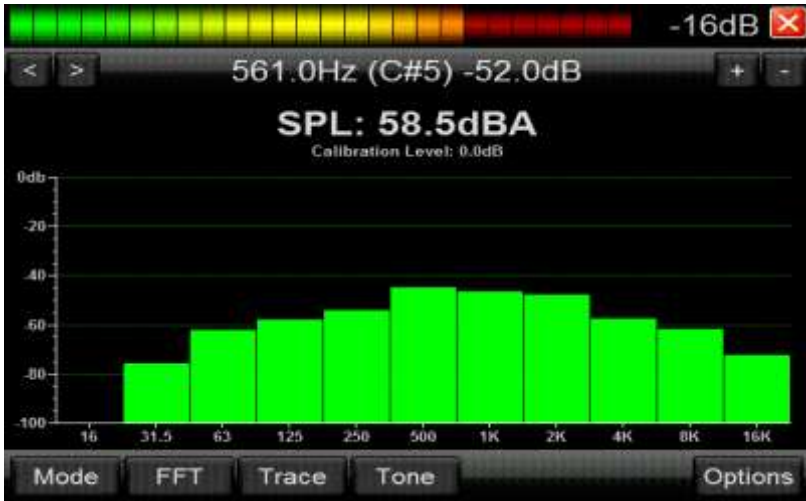 -16dB
< > 561.0Hz (C#5) -52.0dB + -
SPL: 58.5dBA
Calibration Level: 0.0dB
0db
-20
-40
-60
-80
-100
16 31.5 63 125 250 500 1K 2K 4K 8K 16K
Mode FFT Trace Tone Options